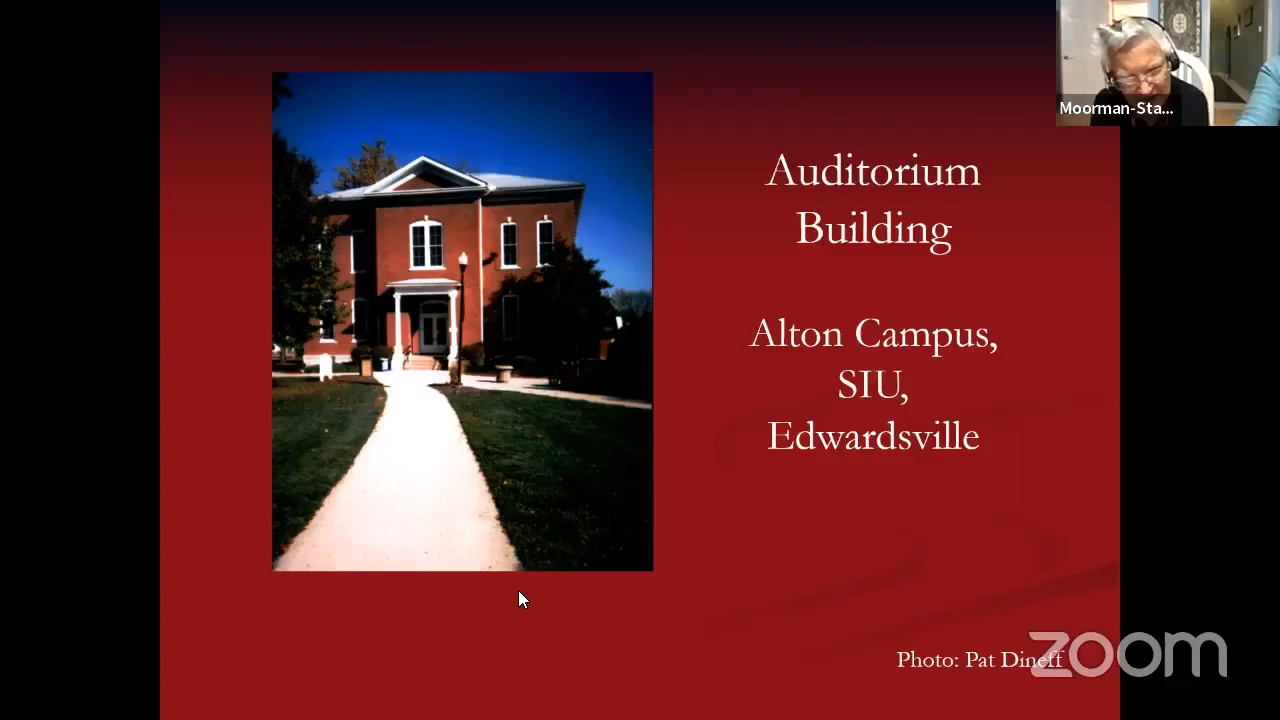 Moorman-Sta...
Auditorium
Building
Alton Campus,
SIU,
Edwardsville
Photo: Pat Dineff
zoom